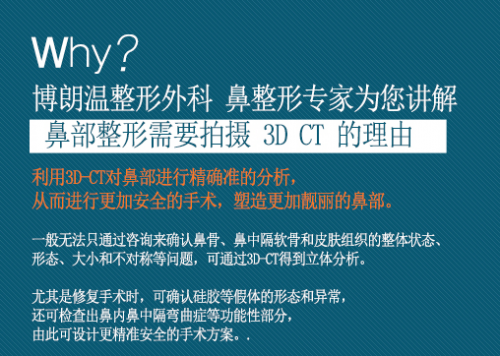 Why?
博朗温整形外科 鼻整形专家为您讲解
鼻部整形需要拍摄 3D CT 的理由
利用3D-CT对鼻部进行精确准的分析，
从而进行更加安全的手术，塑造更加靓丽的鼻部。
一般无法只通过咨询来确认鼻骨、鼻中隔软骨和皮肤组织的整体状态、
形态、大小和不对称等问题，可通过3D-CT得到立体分析。
尤其是修复手术时，可确认硅胶等假体的形态和异常，
还可检查出鼻内鼻中隔弯曲症等功能性部分，
由此可设计更精准安全的手术方案。.